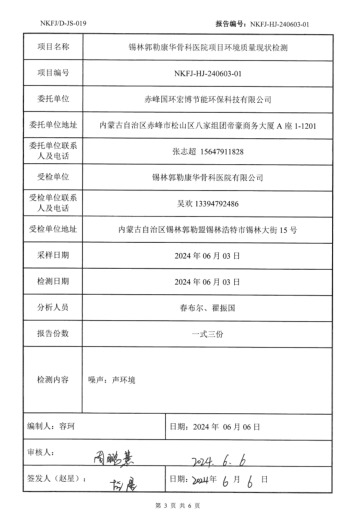 NKFJ/D-JS-019 报告编号：NKFJ-HJ-240603-01
项目名称 锡林郭勒康华骨科医院项目环境质量现状检测
项目编号 NKFJ-HJ-240603-01
委托单位 赤峰国环宏博节能环保科技有限公司
委托单位地址 内蒙古自治区赤峰市松山区八家组团帝豪商务大厦 A 座 1-1201
委托单位联系
人及电话 张志超 15647911828
受检单位 锡林郭勒康华骨科医院有限公司
受检单位联系
人及电话 吴欢 13394792486
受检单位地址 内蒙古自治区锡林郭勒盟锡林浩特市锡林大街 15 号
采样日期 2024 年 06 月 03 日
检测日期 2024 年 06 月 03 日
分析人员 春布尔、翟振国
报告份数 一式三份
检测内容 噪声：声环境
编制人：容珂 日期：2024 年 06 月 06 日
审核人： 2024. 6. 6
签发人（赵星）： 日期：2024年 6 月 6 日
第 3 页 共 6 页